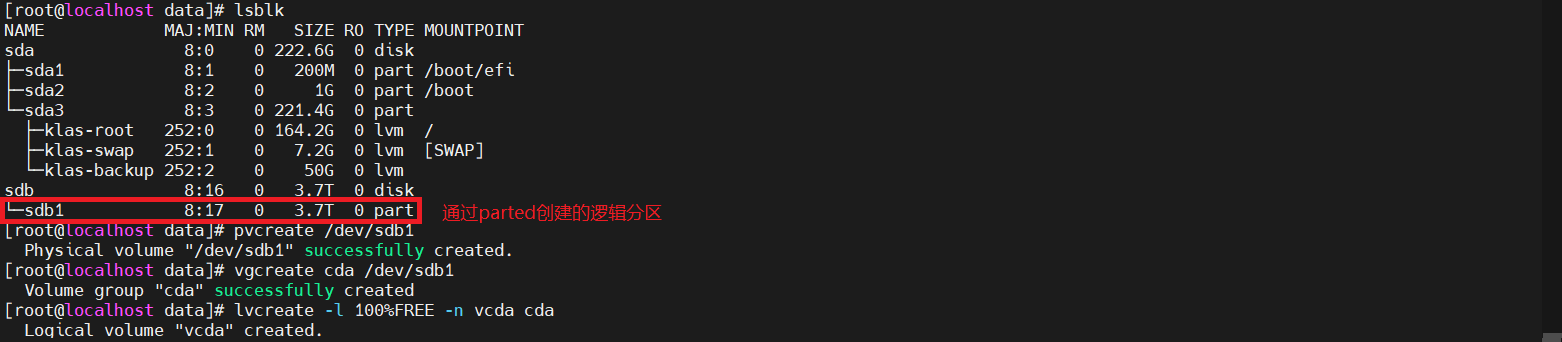 [root@localhost data]# lsblk
NAME            MAJ:MIN RM   SIZE RO TYPE MOUNTPOINT
sda               8:0    0 222.6G  0 disk
├─sda1            8:1    0   200M  0 part /boot/efi
├─sda2            8:2    0     1G  0 part /boot
└─sda3            8:3    0 221.4G  0 part
  ├─klas-root   252:0    0 164.2G  0 lvm  /
  ├─klas-swap   252:1    0   7.2G  0 lvm  [SWAP]
  └─klas-backup 252:2    0    50G  0 lvm
sdb               8:16   0   3.7T  0 disk
└─sdb1            8:17   0   3.7T  0 part 通过parted创建的逻辑分区
[root@localhost data]# pvcreate /dev/sdb1
  Physical volume "/dev/sdb1" successfully created.
[root@localhost data]# vgcreate cda /dev/sdb1
  Volume group "cda" successfully created
[root@localhost data]# lvcreate -l 100%FREE -n vcda cda
  Logical volume "vcda" created.